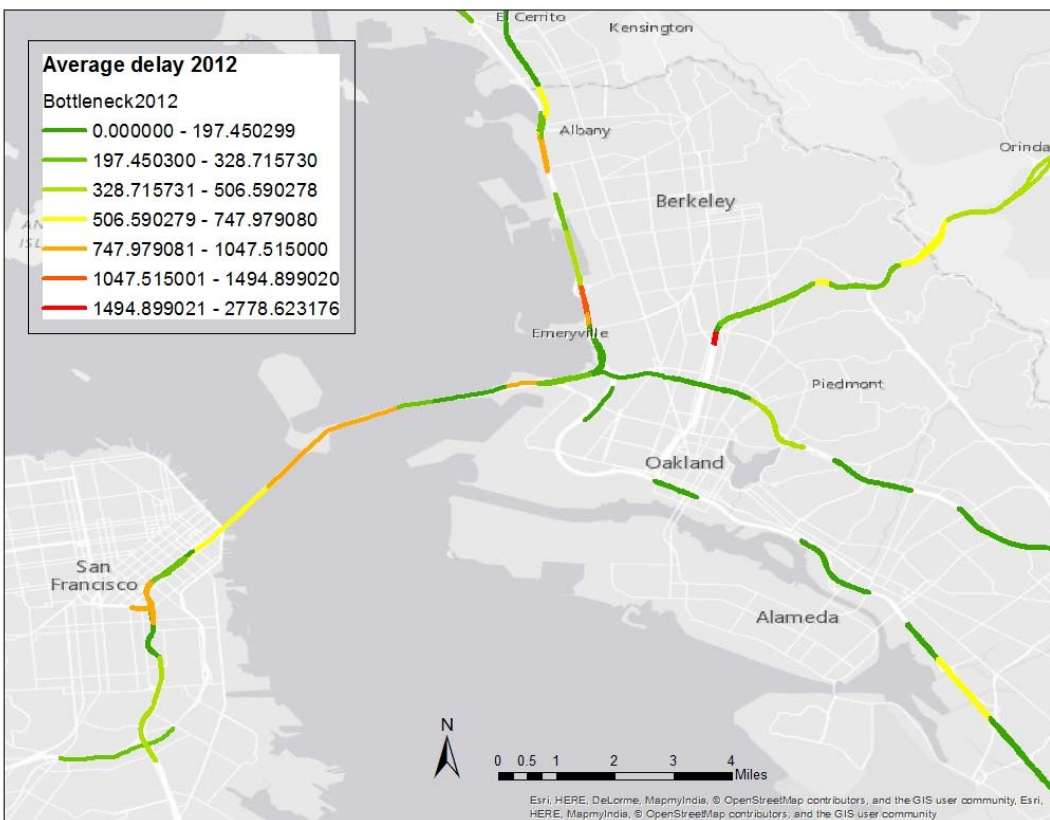 El Cerrito
Kensington
Average delay 2012
Bottleneck2012
0.000000 - 197.450299
197.450300 - 328.715730
328.715731 - 506.590278
506.590279 - 747.979080
747.979081 - 1047.515000
1047.515001 - 1494.899020
1494.899021 - 2778.623176
Albany
Orinda
Berkeley
Emeryville
Piedmont
Oakland
San
Francisco
Alameda
N
0 0.5 1 2 3 4
Miles
Esri, HERE, DeLorme, MapmyIndia, © OpenStreetMap contributors, and the GIS user community, Esri,
HERE, MapmyIndia, © OpenStreetMap contributors, and the GIS user community